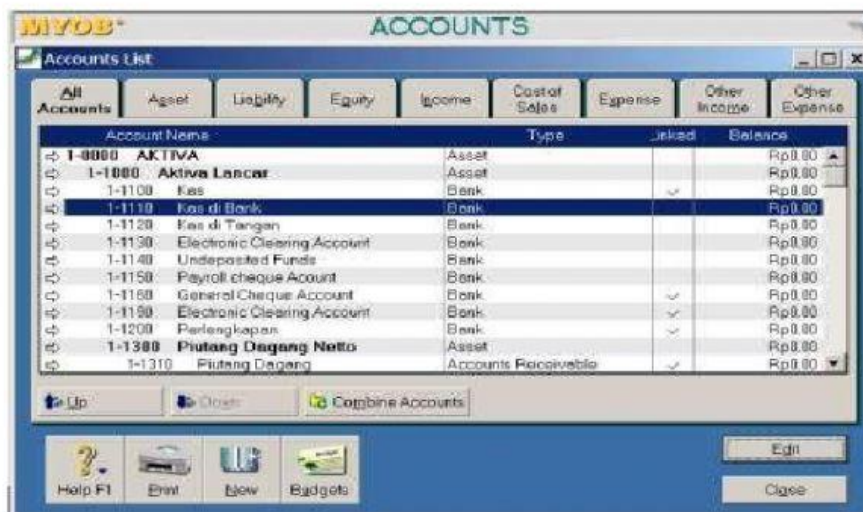 MYOB
ACCOUNTS
Accounts List
All Accounts Asset Liability Equity Income Cost of Sales Expense Other Income Other Expense
Account Name Type Linked Balance
1-0000 AKTIVA Asset Rp0.00
1-1000 Aktiva Lancar Asset Rp0.00
1-1100 Kas Bank Rp0.00
1-1110 Kas di Bank Bank Rp0.00
1-1120 Kas di Tangan Bank Rp0.00
1-1130 Electronic Clearing Account Bank Rp0.00
1-1140 Undeposited Funds Bank Rp0.00
1-1150 Payroll cheque Acount Bank Rp0.00
1-1160 General Cheque Account Bank Rp0.00
1-1190 Electronic Clearing Account Bank Rp0.00
1-1200 Perlengkapan Bank Rp0.00
1-1300 Piutang Dagang Netto Asset Rp0.00
1-1310 Piutang Dagang Accounts Receivable Rp0.00
Up Down Combine Accounts
Edit
Help F1 Print New Budgets
Close